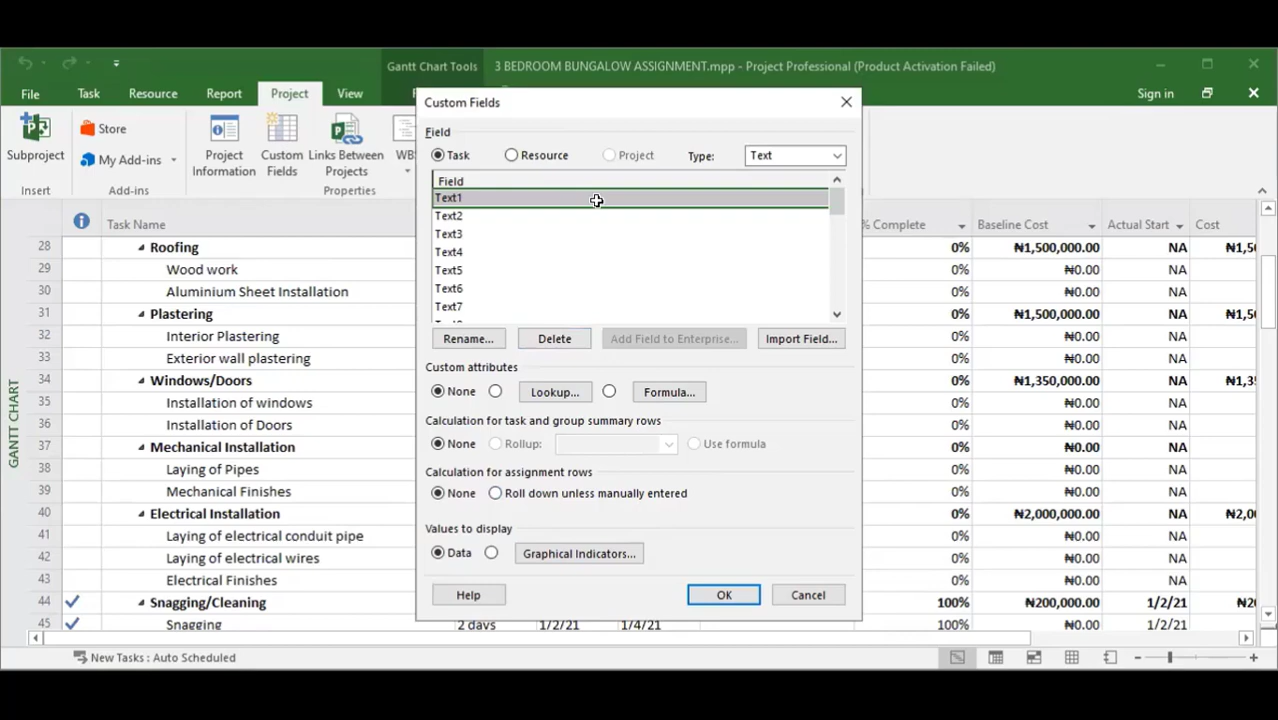 Gantt Chart Tools
3 BEDROOM BUNGALOW ASSIGNMENT.mpp - Project Professional (Product Activation Failed)
File Task Resource Report Project View Sign in
Subproject
Store
My Add-ins
Project Information
Custom Fields
Links Between Projects
WBS
Insert Add-ins Properties
Custom Fields
Field
Task Resource Project Type: Text
Field
Text1
Text2
Text3
Text4
Text5
Text6
Text7
Rename... Delete Add Field to Enterprise... Import Field...
Custom attributes
None Lookup... Formula...
Calculation for task and group summary rows
None Rollup: Use formula
Calculation for assignment rows
None Roll down unless manually entered
Values to display
Data Graphical Indicators...
Help OK Cancel
GANTT CHART
Task Name % Complete Baseline Cost Actual Start Cost
28 Roofing 0% ₦1,500,000.00 NA ₦1,50
29 Wood work 0% ₦0.00 NA
30 Aluminium Sheet Installation 0% ₦0.00 NA
31 Plastering 0% ₦1,500,000.00 NA ₦1,50
32 Interior Plastering 0% ₦0.00 NA
33 Exterior wall plastering 0% ₦0.00 NA
34 Windows/Doors 0% ₦1,350,000.00 NA ₦1,35
35 Installation of windows 0% ₦0.00 NA
36 Installation of Doors 0% ₦0.00 NA
37 Mechanical Installation 0% ₦0.00 NA
38 Laying of Pipes 0% ₦0.00 NA
39 Mechanical Finishes 0% ₦0.00 NA
40 Electrical Installation 0% ₦2,000,000.00 NA ₦2,00
41 Laying of electrical conduit pipe 0% ₦0.00 NA
42 Laying of electrical wires 0% ₦0.00 NA
43 Electrical Finishes 0% ₦0.00 NA
44 Snagging/Cleaning 100% ₦200,000.00 1/2/21 ₦20
45 Snagging 2 days 1/2/21 1/4/21 100% ₦0.00 1/2/21
New Tasks : Auto Scheduled